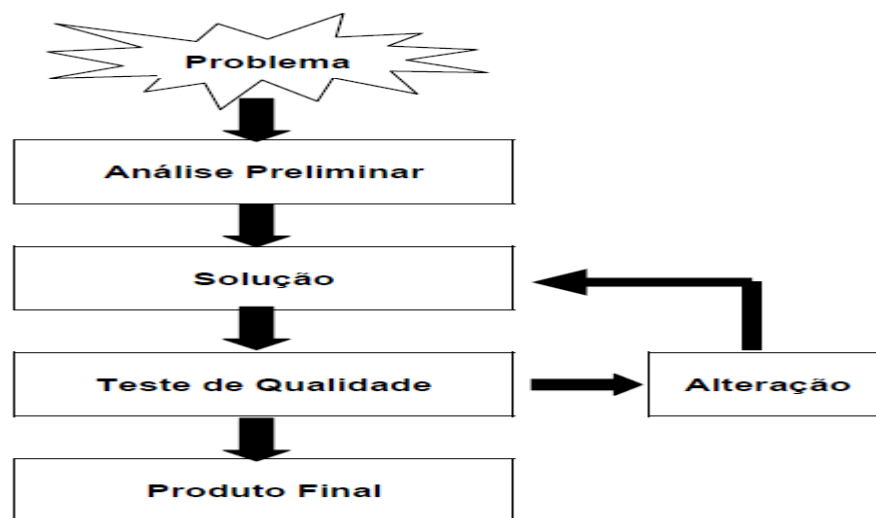 Problema
Análise Preliminar
Solução
Teste de Qualidade
Alteração
Produto Final